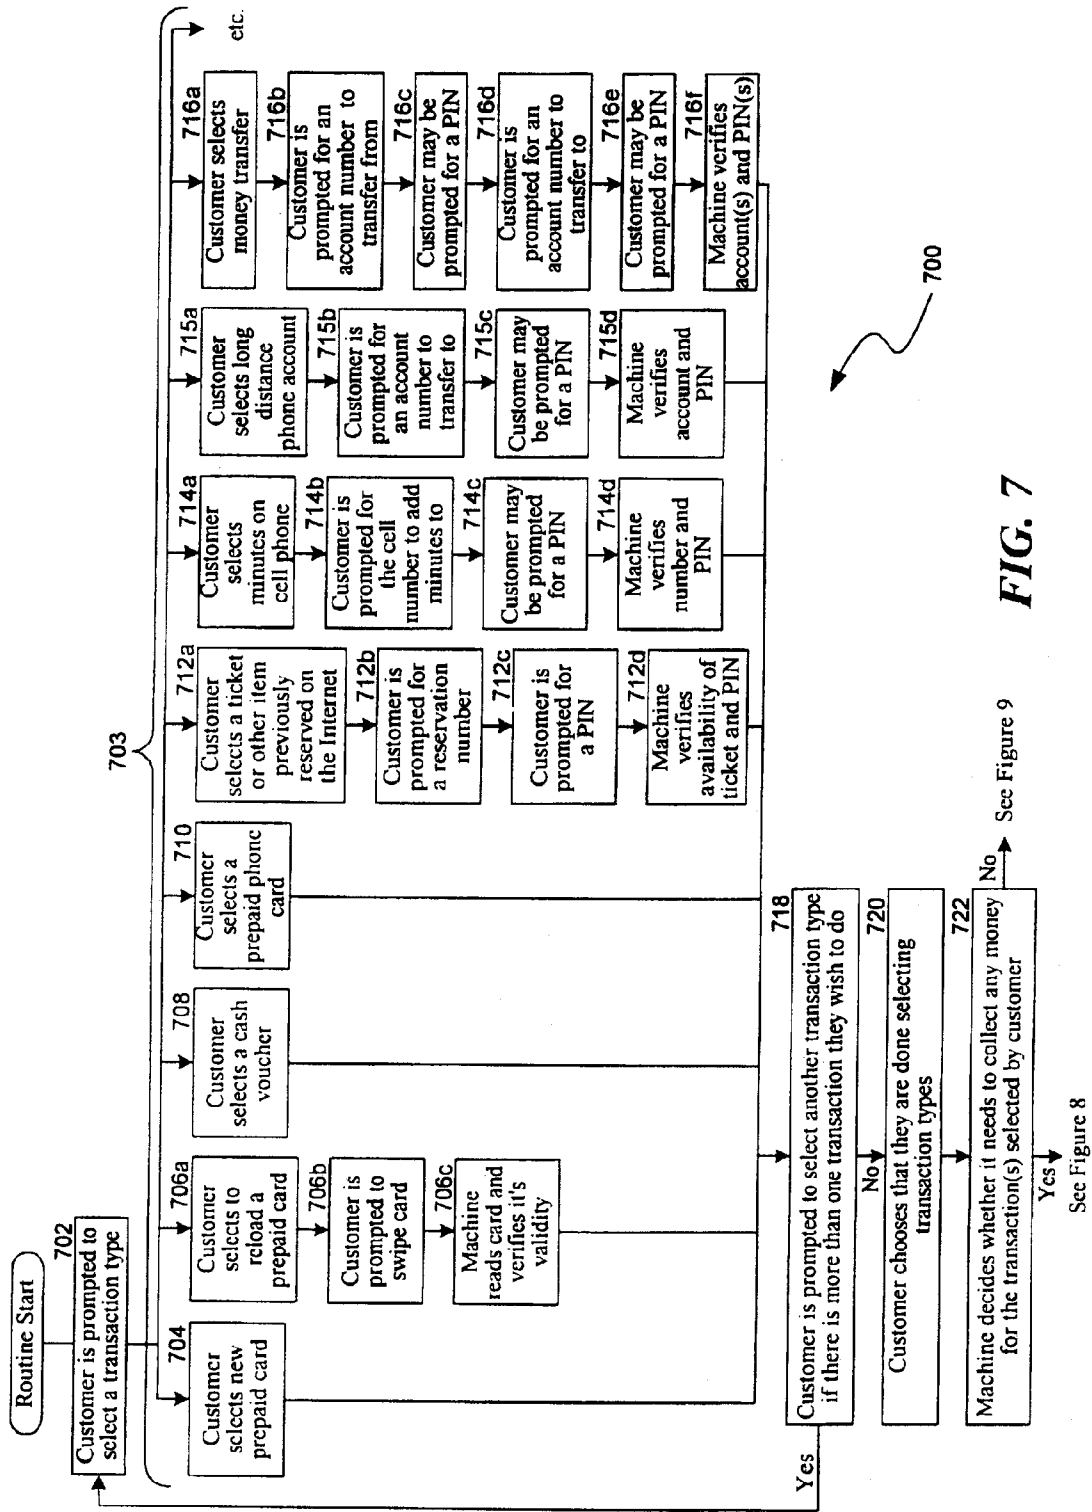 Routine Start
702
Customer is prompted to
select a transaction type
703
704
Customer
selects new
prepaid card
706a
Customer
selects to
reload a
prepaid card
706b
Customer is
prompted to
swipe card
706c
Machine
reads card and
verifies it's
validity
708
Customer
selects a cash
voucher
710
Customer
selects a
prepaid phone
card
712a
Customer
selects a ticket
or other item
previously
reserved on
the Internet
712b
Customer is
prompted for
a reservation
number
712c
Customer is
prompted for
a PIN
712d
Machine
verifies
availability of
ticket and PIN
714a
Customer
selects
minutes on
cell phone
714b
Customer is
prompted for
the cell
number to add
minutes to
714c
Customer may
be prompted
for a PIN
714d
Machine
verifies
number and
PIN
715a
Customer
selects long
distance
phone account
715b
Customer is
prompted for
an account
number to
transfer to
715c
Customer may
be prompted
for a PIN
715d
Machine
verifies
account and
PIN
716a
Customer selects
money transfer
716b
Customer is
prompted for an
account number to
transfer from
716c
Customer may be
prompted for a PIN
716d
Customer is
prompted for an
account number to
transfer to
716e
Customer may be
prompted for a PIN
716f
Machine verifies
account(s) and PIN(s)
etc.
718
Customer is prompted to select another transaction type
if there is more than one transaction they wish to do
Yes
No
720
Customer chooses that they are done selecting
transaction types
722
Machine decides whether it needs to collect any money
for the transaction(s) selected by customer
No
See Figure 9
Yes
See Figure 8
700
FIG. 7